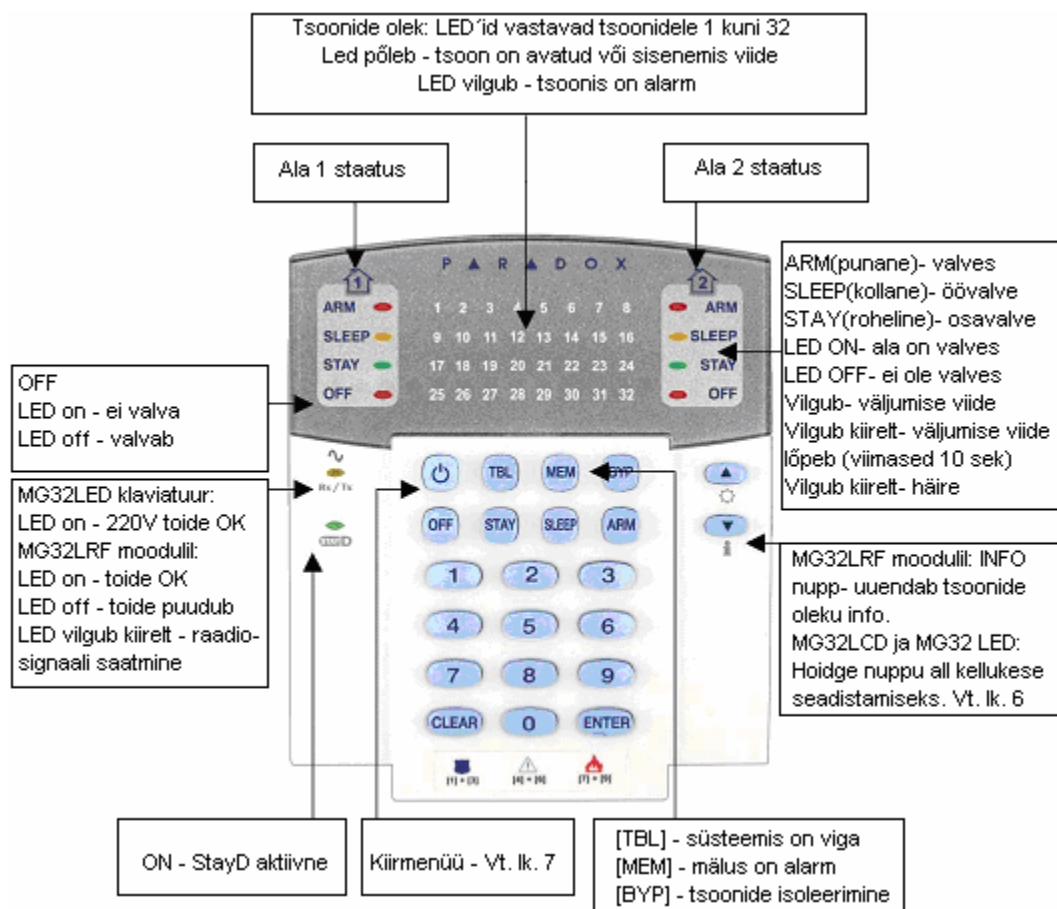 Tsoonide olek: LED´id vastavad tsoonidele 1 kuni 32
Led põleb - tsoon on avatud või sisenemis viide
LED vilgub - tsoonis on alarm
Ala 1 staatus
Ala 2 staatus
PARADOX
1
2
ARM
SLEEP
STAY
OFF
1 2 3 4 5 6 7 8
9 10 11 12 13 14 15 16
17 18 19 20 21 22 23 24
25 26 27 28 29 30 31 32
ARM
SLEEP
STAY
OFF
ARM(punane)- valves
SLEEP(kollane)- öövalve
STAY(roheline)- osavalve
LED ON- ala on valves
LED OFF- ei ole valves
Vilgub- väljumise viide
Vilgub kiirelt- väljumise viide
lõpeb (viimased 10 sek)
Vilgub kiirelt- häire
OFF
LED on - ei valva
LED off - valvab
MG32LED klaviatuur:
LED on - 220V toide OK
MG32LRF moodulil:
LED on - toide OK
LED off - toide puudub
LED vilgub kiirelt - raadio-
signaali saatmine
Rx / Tx
StayD
TBL MEM BYP
OFF STAY SLEEP ARM
1 2 3
4 5 6
7 8 9
CLEAR 0 ENTER
[1] + [3] [4] + [6] [7] + [9]
MG32LRF moodulil: INFO
nupp- uuendab tsoonide
oleku info.
MG32LCD ja MG32 LED:
Hoidge nuppu all kellukese
seadistamiseks. Vt. lk. 6
ON - StayD aktiivne
Kiirmenüü - Vt. lk. 7
[TBL] - süsteemis on viga
[MEM] - mälus on alarm
[BYP] - tsoonide isoleerimine